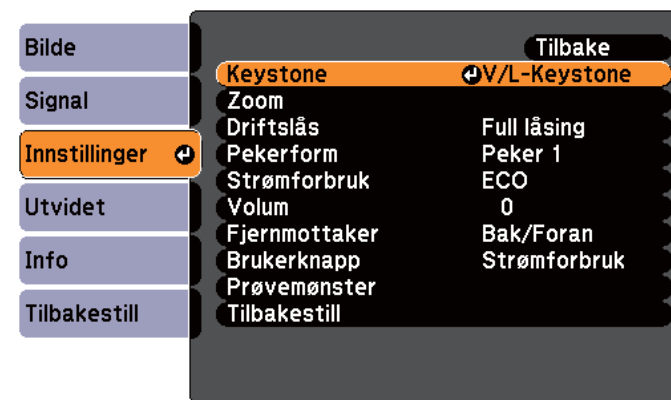 Bilde
Signal
Innstillinger
Utvidet
Info
Tilbakestill
Tilbake
Keystone V/L-Keystone
Zoom
Driftslås Full låsing
Pekerform Peker 1
Strømforbruk ECO
Volum 0
Fjernmottaker Bak/Foran
Brukerknapp Strømforbruk
Prøvemønster
Tilbakestill